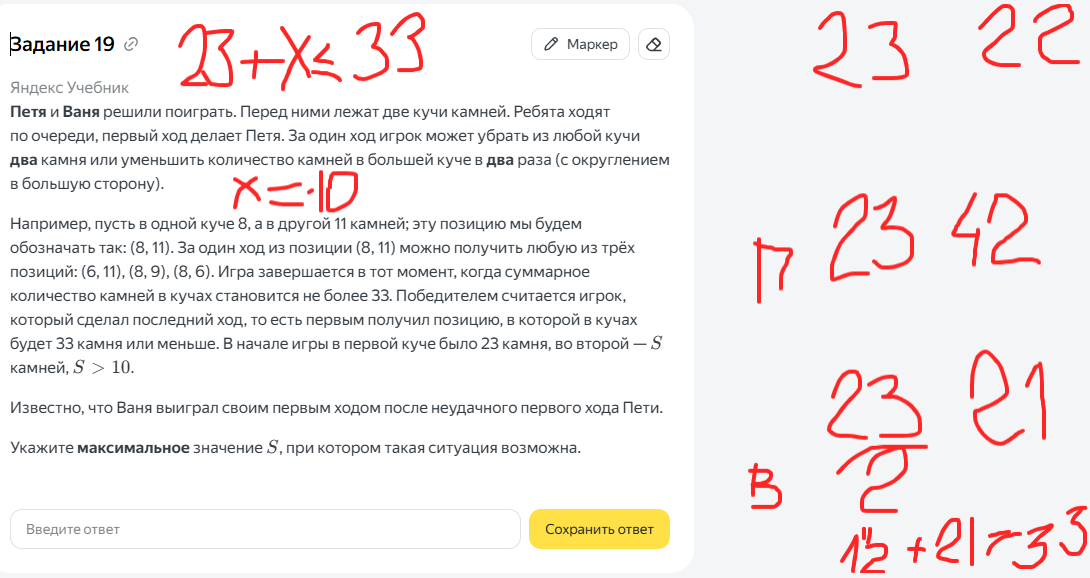 Задание 19
23+x≤33
Маркер
Яндекс Учебник
Петя и Ваня решили поиграть. Перед ними лежат две кучи камней. Ребята ходят
по очереди, первый ход делает Петя. За один ход игрок может убрать из любой кучи
два камня или уменьшить количество камней в большей куче в два раза (с округлением
в большую сторону).
x=10
Например, пусть в одной куче 8, а в другой 11 камней; эту позицию мы будем
обозначать так: (8, 11). За один ход из позиции (8, 11) можно получить любую из трёх
позиций: (6, 11), (8, 9), (8, 6). Игра завершается в тот момент, когда суммарное
количество камней в кучах становится не более 33. Победителем считается игрок,
который сделал последний ход, то есть первым получил позицию, в которой в кучах
будет 33 камня или меньше. В начале игры в первой куче было 23 камня, во второй — S
камней, S > 10.
Известно, что Ваня выиграл своим первым ходом после неудачного первого хода Пети.
Укажите максимальное значение S, при котором такая ситуация возможна.
Введите ответ
Сохранить ответ
23 22
П 23 42
23 21
В 2
12+21=33